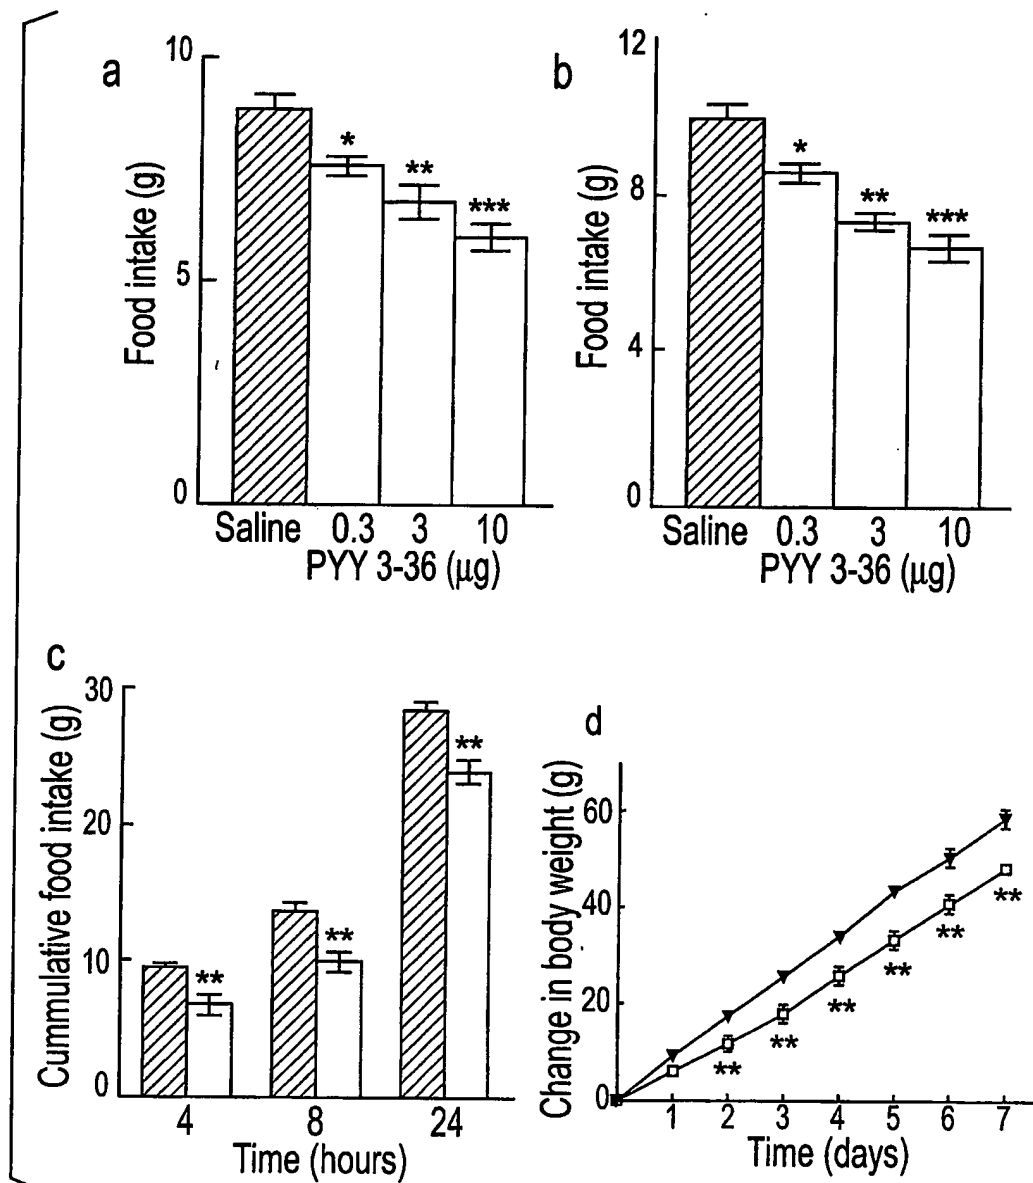 a
Food intake (g)
10
5
0
*
**
***
Saline 0.3 3 10
PYY 3-36 (μg)
b
Food intake (g)
12
8
4
0
*
**
***
Saline 0.3 3 10
PYY 3-36 (μg)
c
Cummulative food intake (g)
30
20
10
0
**
**
**
4 8 24
Time (hours)
d
Change in body weight (g)
60
40
20
0
**
**
**
**
**
**
1 2 3 4 5 6 7
Time (days)